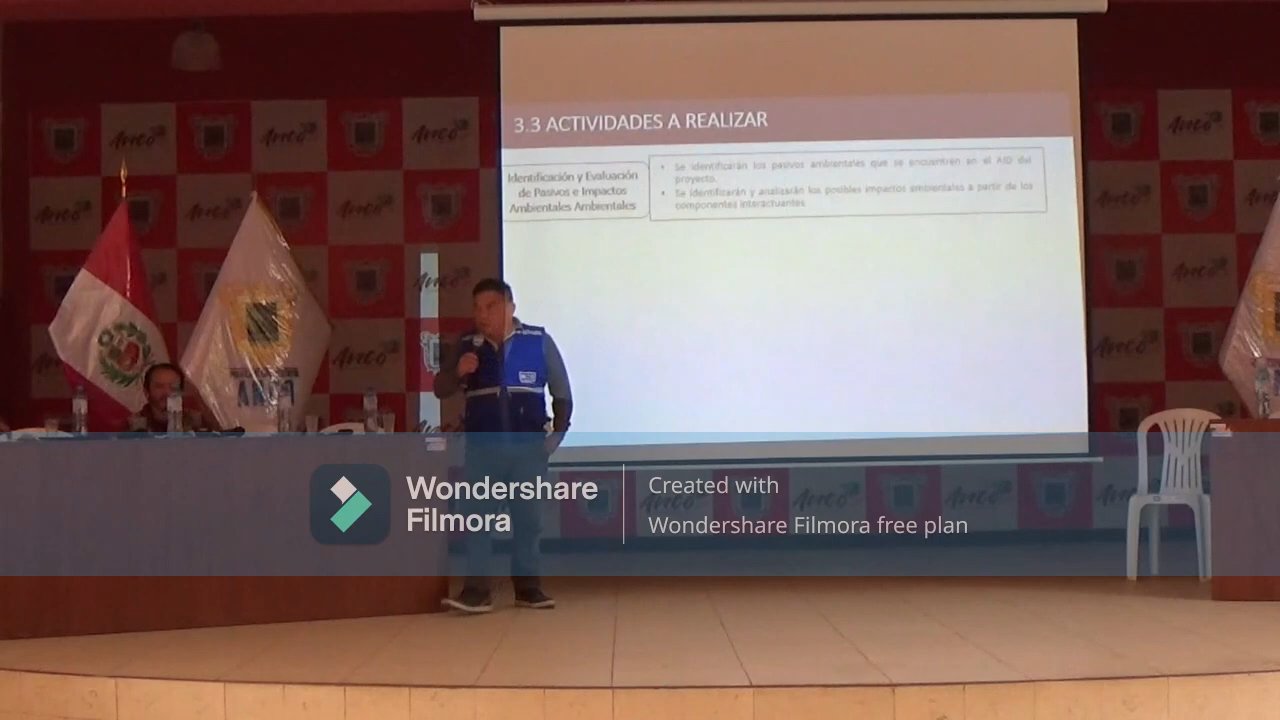 3.3 ACTIVIDADES A REALIZAR
Identificación y Evaluación
de Pasivos e Impactos
Ambientales Ambientales
• Se identificarán los pasivos ambientales que se encuentren en el AID del
proyecto.
• Se identificarán y analizarán los posibles impactos ambientales a partir de los
componentes interactuantes
Anco
Wondershare
Filmora
Created with
Wondershare Filmora free plan